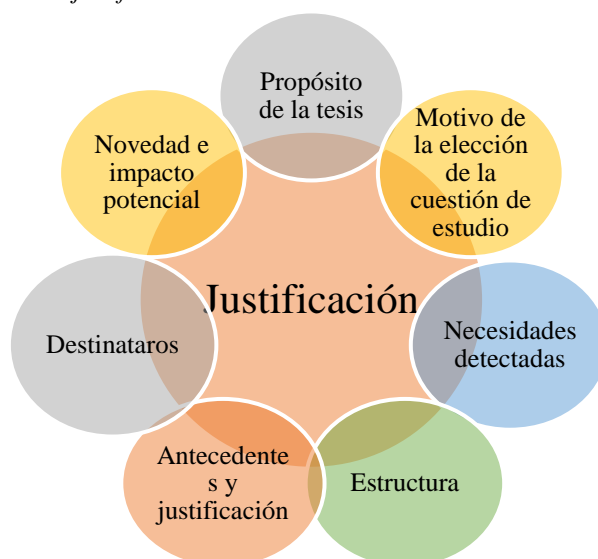 Propósito
de la tesis
Motivo de
la elección
de la
cuestión de
estudio
Necesidades
detectadas
Estructura
Antecedente
s y
justificación
Destinataros
Novedad e
impacto
potencial
Justificación